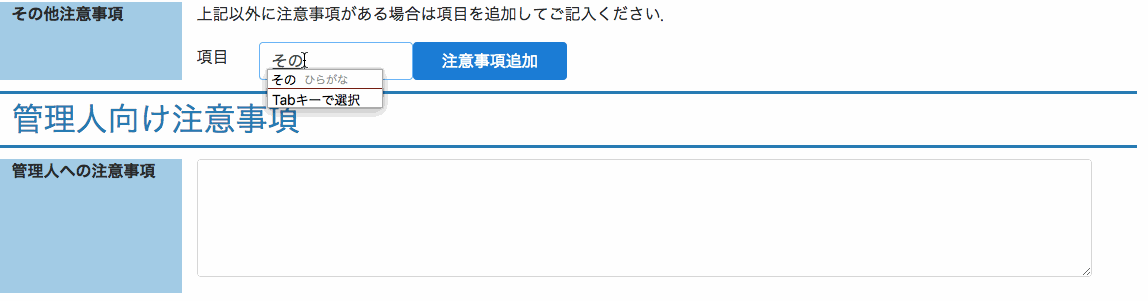 その他注意事項
上記以外に注意事項がある場合は項目を追加してご記入ください.
項目
その
注意事項追加
その ひらがな
Tabキーで選択
管理人向け注意事項
管理人への注意事項